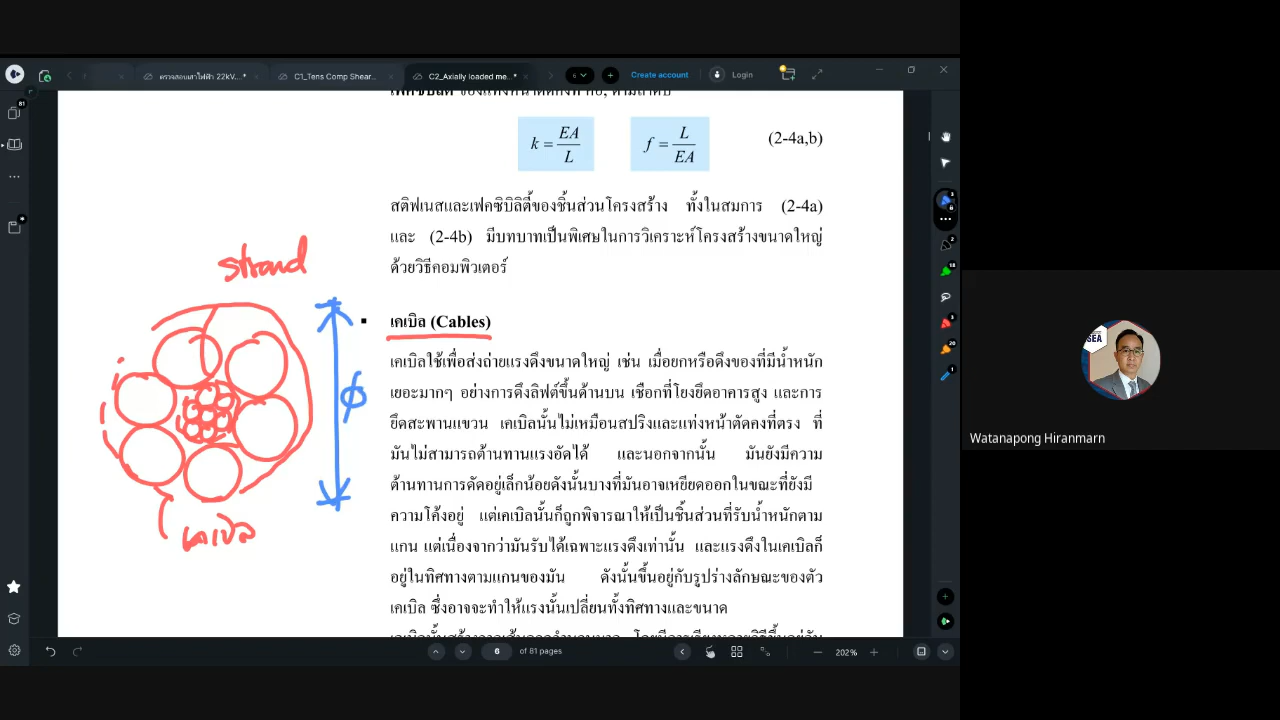 ตรวจสอบเสาไฟฟ้า 22kV...*
C1_Tens Comp Shear...
C2_Axially loaded me...*
6
Create account
Login
81
k = EA/L
f = L/EA
(2-4a,b)
สติฟเนสและเฟคซิบิลิตี้ของชิ้นส่วนโครงสร้าง ทั้งในสมการ (2-4a)
และ (2-4b) มีบทบาทเป็นพิเศษในการวิเคราะห์โครงสร้างขนาดใหญ่
ด้วยวิธีคอมพิวเตอร์
strand
▪ เคเบิล (Cables)
เคเบิลใช้เพื่อส่งถ่ายแรงดึงขนาดใหญ่ เช่น เมื่อยกหรือดึงของที่มีน้ำหนัก
เยอะมากๆ อย่างการดึงลิฟต์ขึ้นด้านบน เชือกที่โยงยึดอาคารสูง และการ
ยึดสะพานแขวน เคเบิลนั้นไม่เหมือนสปริงและแท่งหน้าตัดคงที่ตรง ที่
มันไม่สามารถต้านทานแรงอัดได้ และนอกจากนั้น มันยังมีความ
ต้านทานการดัดอยู่เล็กน้อยดังนั้นบางที่มันอาจเหยียดออกในขณะที่ยังมี
ความโค้งอยู่ แต่เคเบิลนั้นก็ถูกพิจารณาให้เป็นชิ้นส่วนที่รับน้ำหนักตาม
แกน แต่เนื่องจากว่ามันรับได้เฉพาะแรงดึงเท่านั้น และแรงดึงในเคเบิลก็
อยู่ในทิศทางตามแกนของมัน ดังนั้นขึ้นอยู่กับรูปร่างลักษณะของตัว
เคเบิล ซึ่งอาจจะทำให้แรงนั้นเปลี่ยนทั้งทิศทางและขนาด
φ
เคเบิล
SEA
Watanapong Hiranmarn
6 of 81 pages
202%